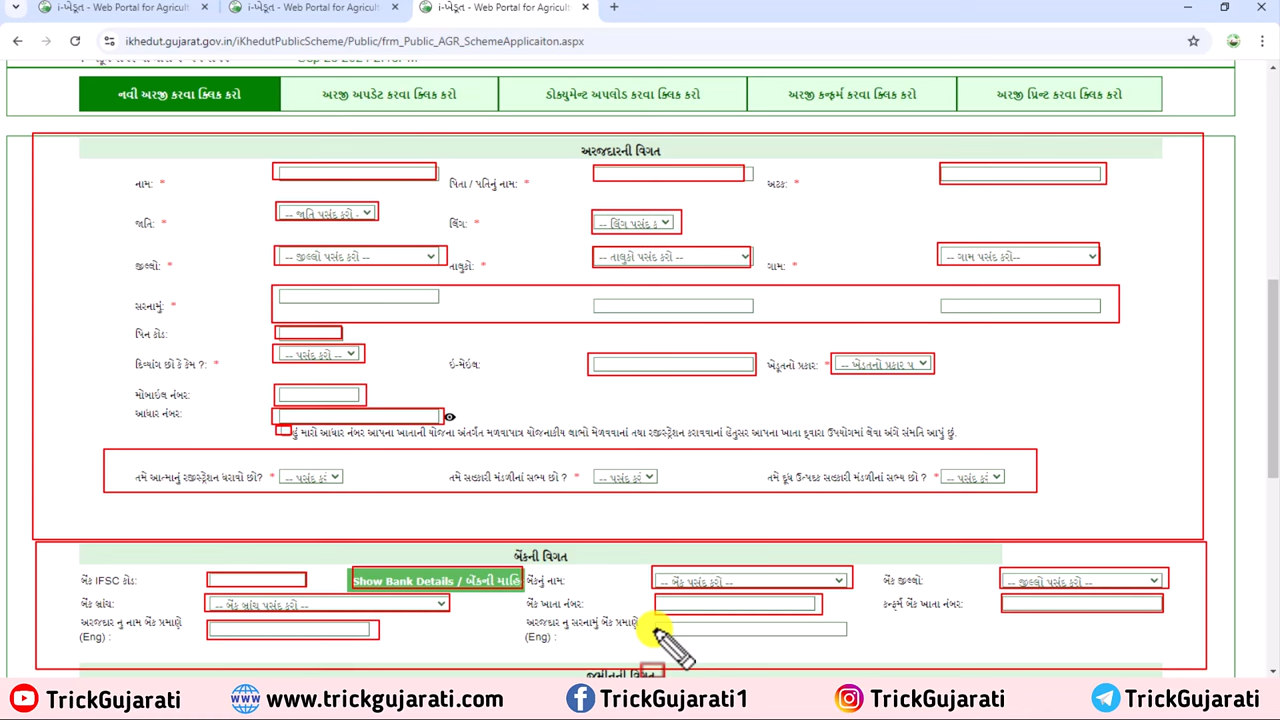 i-ખેડૂત - Web Portal for Agricult
i-ખેડૂત - Web Portal for Agricult
i-ખેડૂત - Web Portal for Agricult
ikhedut.gujarat.gov.in/iKhedutPublicScheme/Public/frm_Public_AGR_SchemeApplicaiton.aspx
નવી અરજી કરવા ક્લિક કરો અરજી અપડેટ કરવા ક્લિક કરો ડોક્યુમેન્ટ અપલોડ કરવા ક્લિક કરો અરજી કન્ફર્મ કરવા ક્લિક કરો અરજી પ્રિન્ટ કરવા ક્લિક કરો
અરજદારની વિગત
નામ: * પિતા / પતિનું નામ: * અટક: *
જાતિ: * -- જાતિ પસંદ કરો - લિંગ: * -- લિંગ પસંદ ક
જીલ્લો: * -- જીલ્લો પસંદ કરો -- તાલુકો: * -- તાલુકો પસંદ કરો -- ગામ: * -- ગામ પસંદ કરો--
સરનામું: *
પિન કોડ:
દિવ્યાંગ છો કે કેમ ?: * -- પસંદ કરો -- ઇ-મેઇલ: ખેડૂતનો પ્રકાર: * -- ખેડૂતનો પ્રકાર પ
મોબાઇલ નંબર:
આધાર નંબર:
હું મારો આધાર નંબર આપના ખાતાની યોજના અંતર્ગત મળવાપાત્ર યોજનાકીય લાભો મેળવવાનાં તથા રજીસ્ટ્રેશન કરાવવાનાં હેતુસર આપના ખાતા દ્વારા ઉપયોગમાં લેવા અંગે સંમતિ આપું છું.
તમે આત્માનું રજીસ્ટ્રેશન ધરાવો છો? * -- પસંદ કરં તમે સહકારી મંડળીનાં સભ્ય છો ? * -- પસંદ કરં તમે દૂધ ઉત્પાદક સહકારી મંડળીનાં સભ્ય છો ? * -- પસંદ કરં
બેંકની વિગત
બેંક IFSC કોડ: Show Bank Details / બેંકની માહિ બેંકનું નામ: -- બેંક પસંદ કરો -- બેંક જીલ્લો: -- જીલ્લો પસંદ કરો --
બેંક બ્રાંચ: -- બેંક બ્રાંચ પસંદ કરો -- બેંક ખાતા નંબર: કન્ફર્મ બેંક ખાતા નંબર:
અરજદાર નુ નામ બેંક પ્રમાણે (Eng) : અરજદાર નુ સરનામું બેંક પ્રમાણે (Eng) :
જમીનની વિગત
TrickGujarati www.trickgujarati.com TrickGujarati1 TrickGujarati TrickGujarati